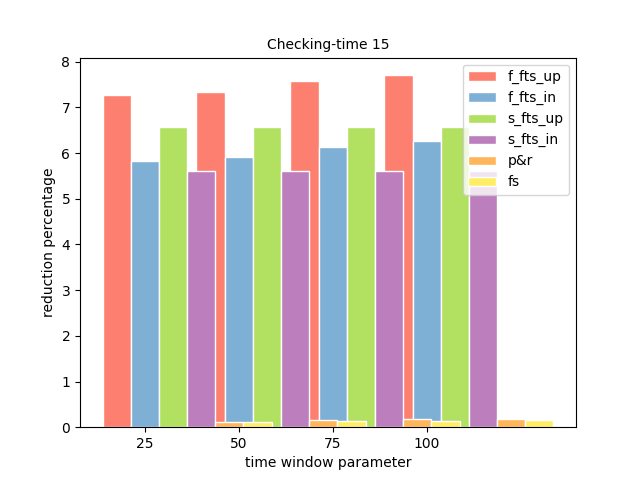 Checking-time 15
reduction percentage
8
7
6
5
4
3
2
1
0
f_fts_up
f_fts_in
s_fts_up
s_fts_in
p&r
fs
25 50 75 100
time window parameter